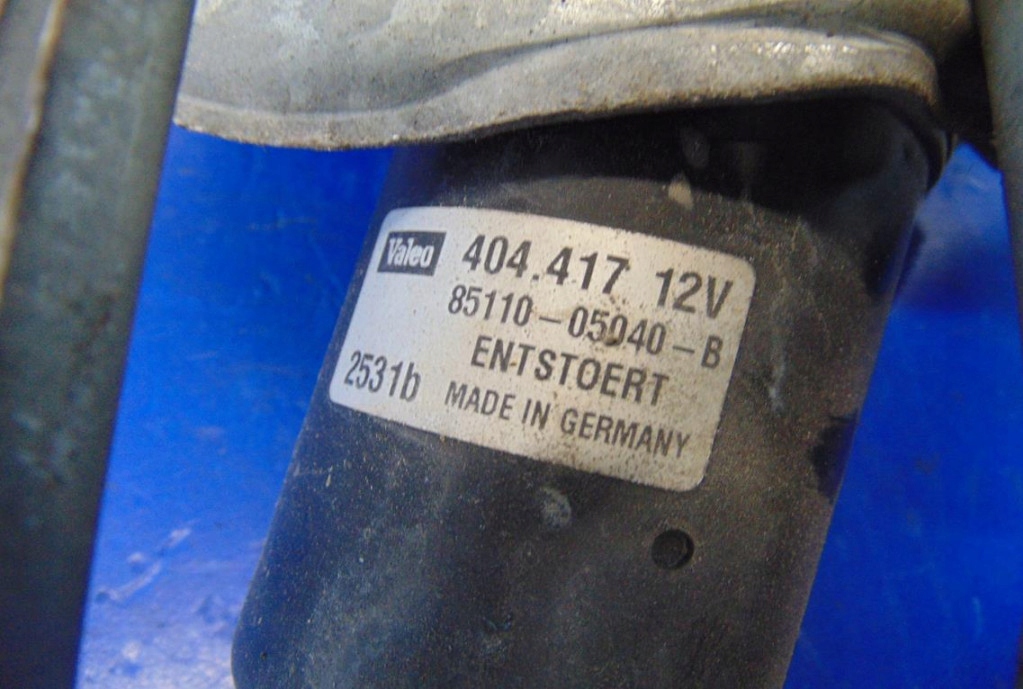 Valeo 404.417 12V
85110-05040-B
ENTSTOERT
2531b MADE IN GERMANY